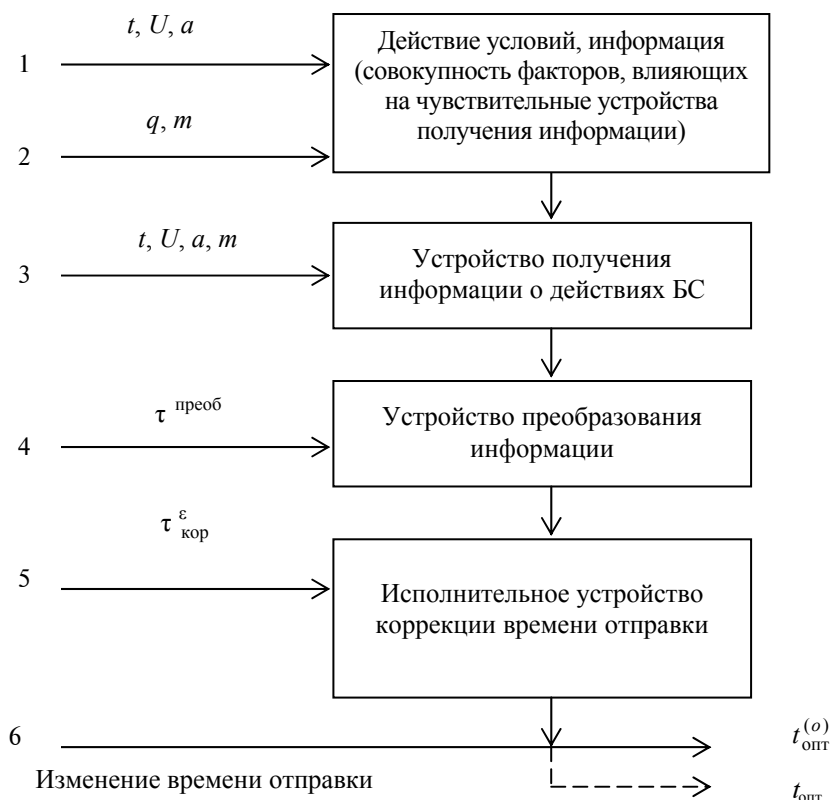 t, U, a
1
Действие условий, информация
(совокупность факторов, влияющих
на чувствительные устройства
получения информации)
q, m
2
t, U, a, m
3
Устройство получения
информации о действиях БС
τ преоб
4
Устройство преобразования
информации
τ ε кор
5
Исполнительное устройство
коррекции времени отправки
6
t (o) опт
Изменение времени отправки
t опт